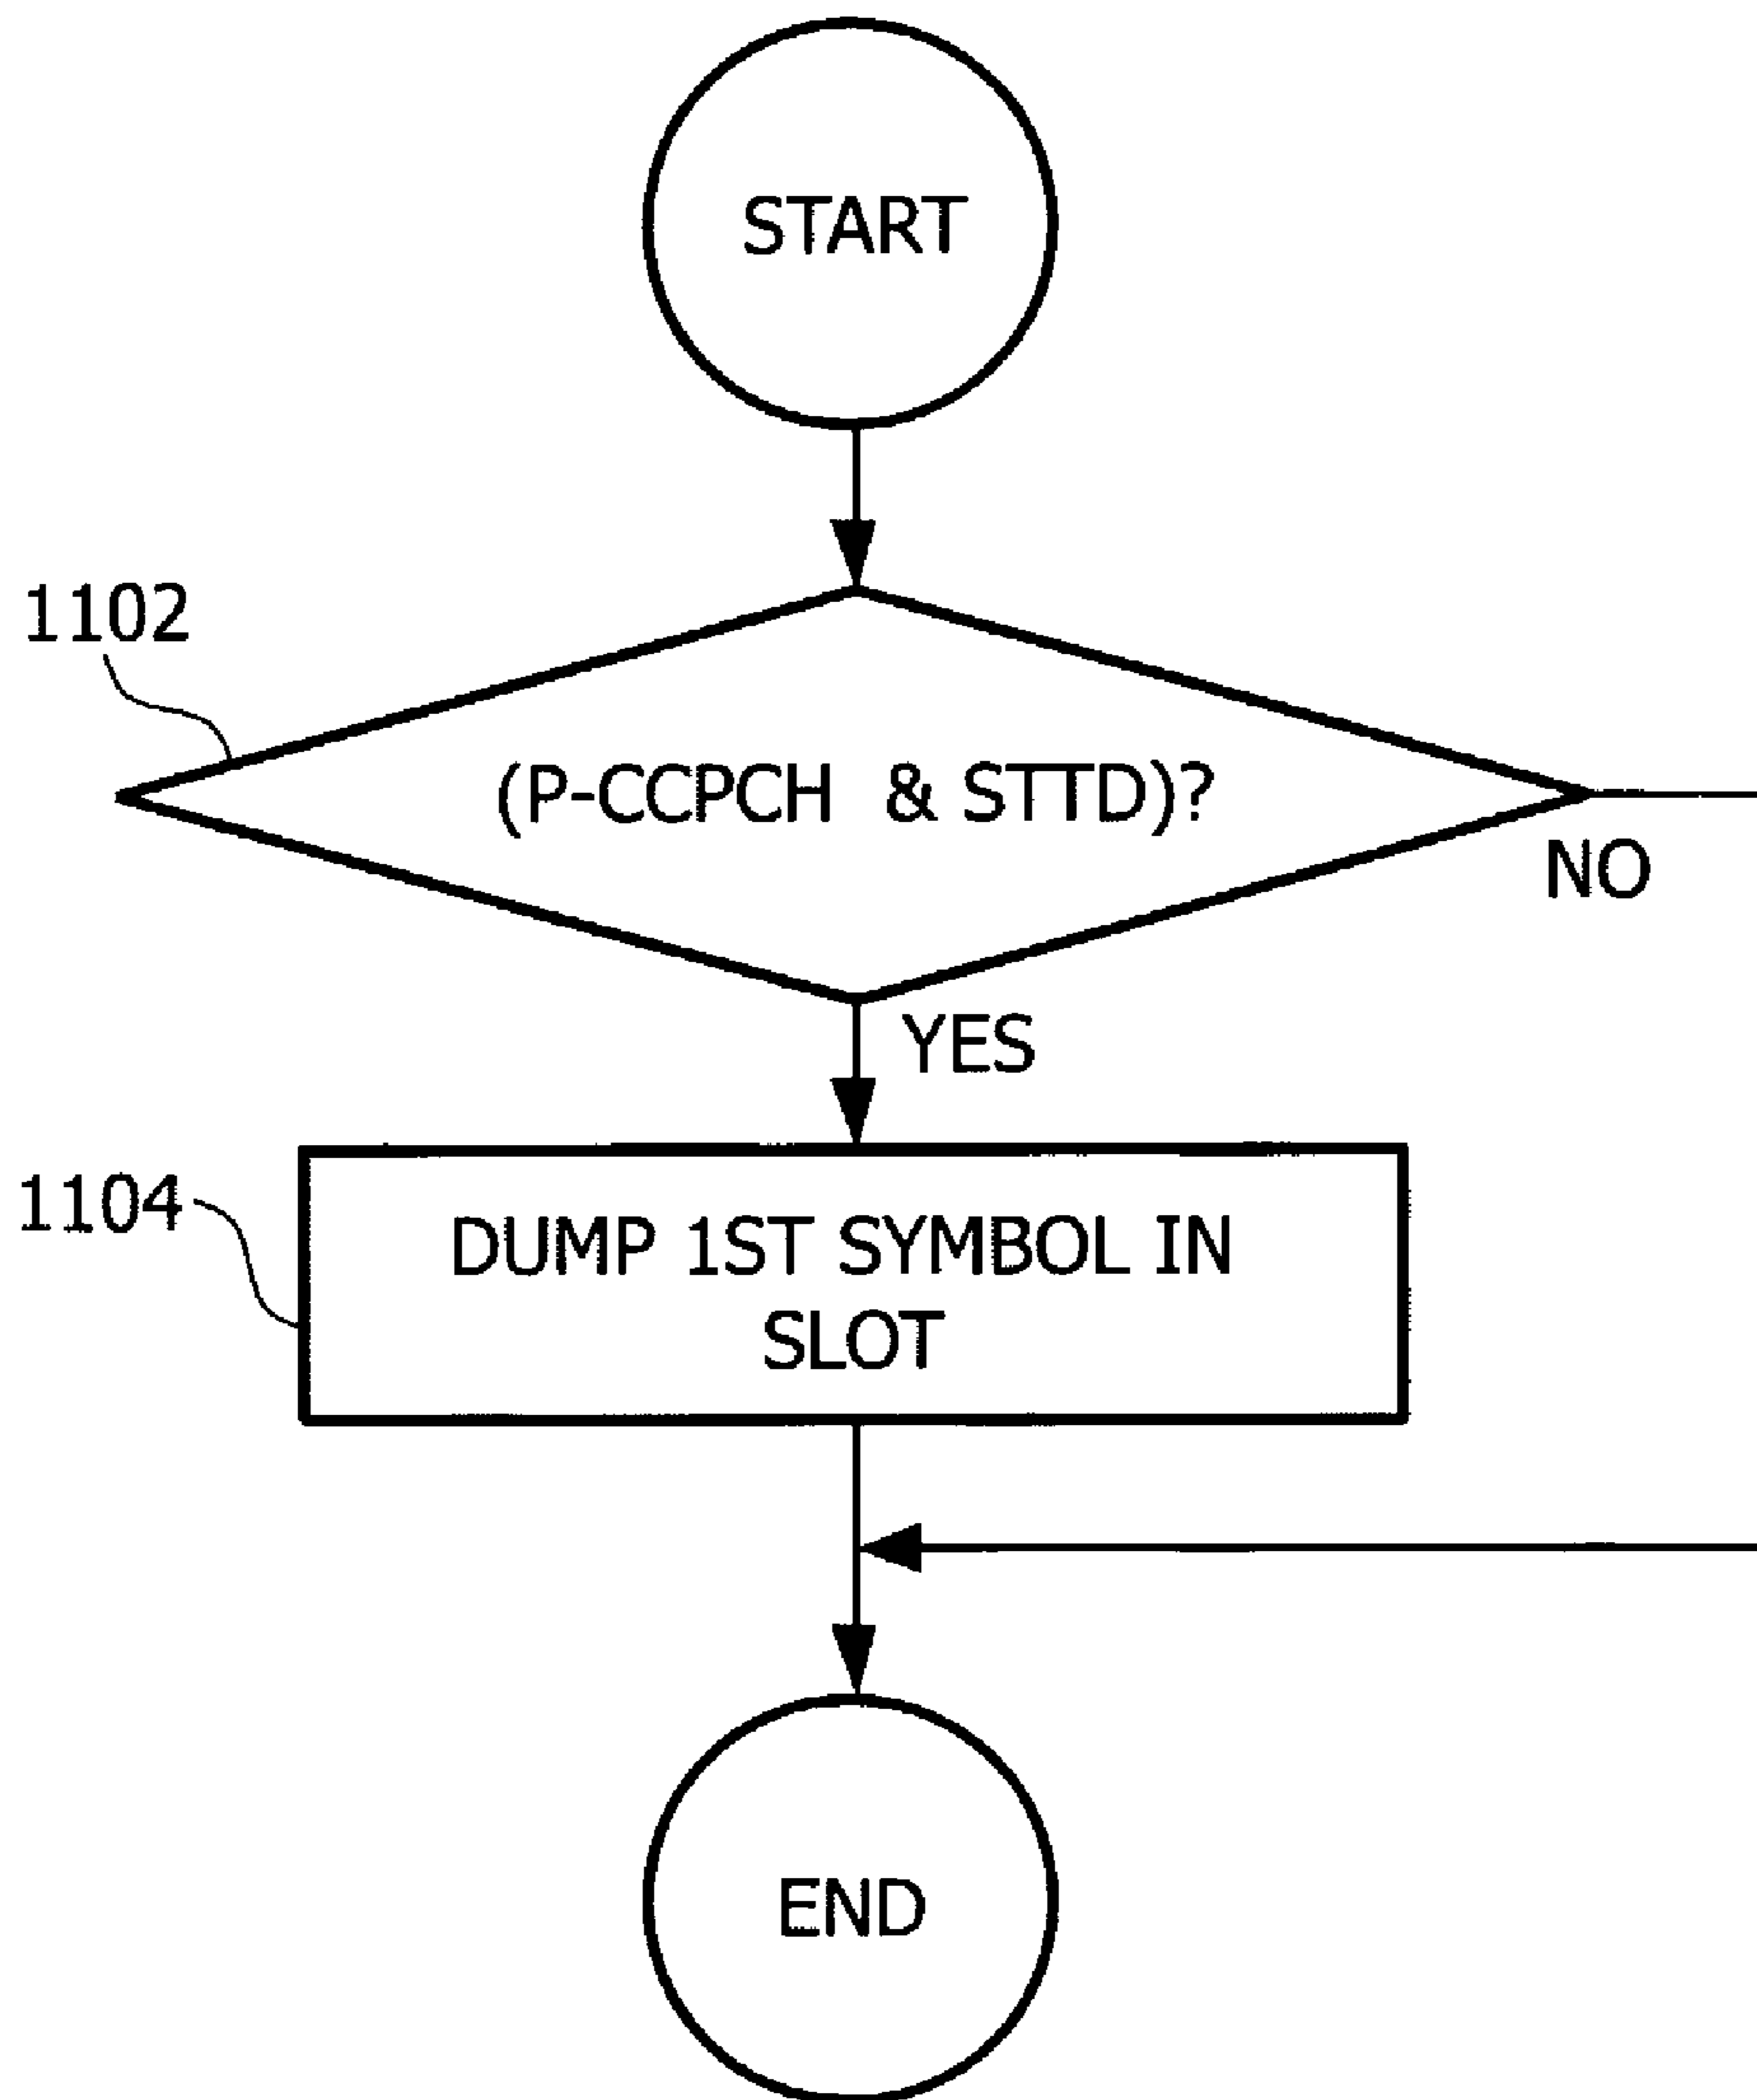 START
1102
(P-CCPCH & STTD)?
NO
YES
1104
DUMP 1ST SYMBOL IN
SLOT
END